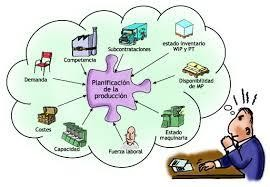 Competencia
Subcontrataciones
estado inventario
WIP y PT
Demanda
Planificación
de la
producción
Disponibilidad
de MP
Costes
Capacidad
Fuerza laboral
Estado
maquinaria